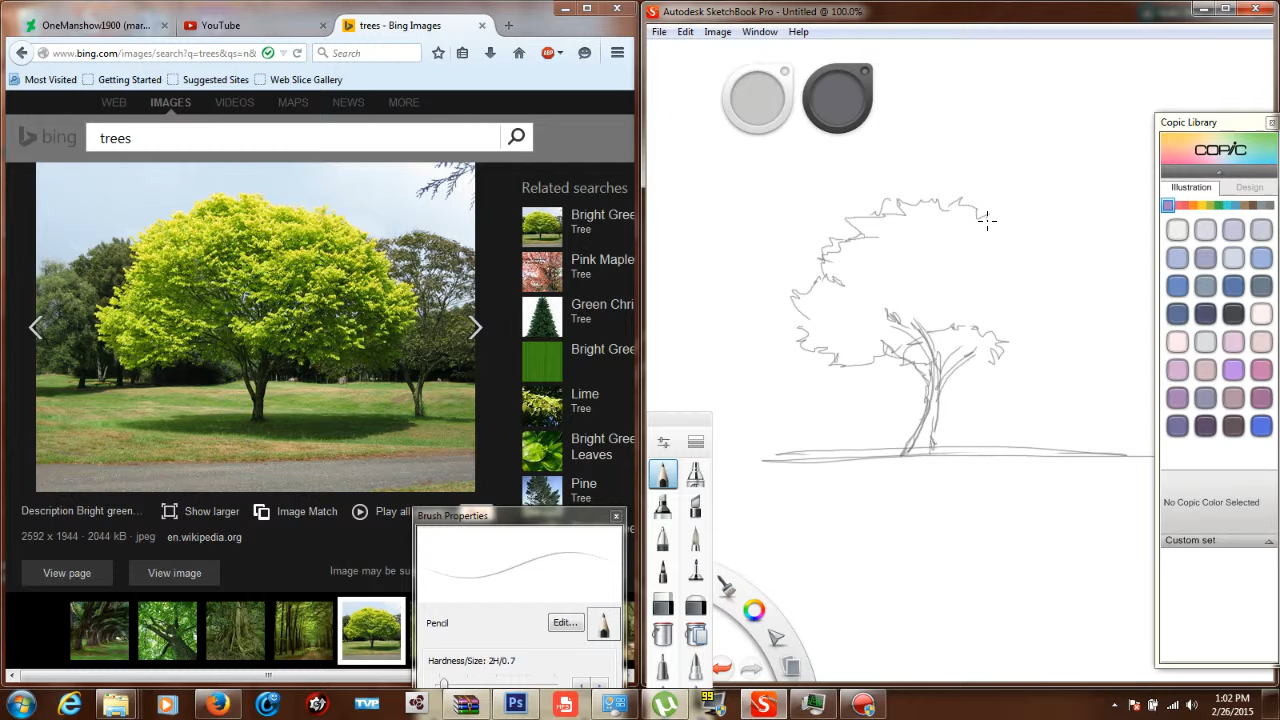 OneManshow1900 (mar...
YouTube
trees - Bing Images
www.bing.com/images/search?q=trees&qs=n&
Search
ABP
Most Visited
Getting Started
Suggested Sites
Web Slice Gallery
WEB
IMAGES
VIDEOS
MAPS
NEWS
MORE
bing
trees
Related searches
Bright Gree
Tree
Pink Maple
Tree
Green Chri
Tree
Bright Gree
Lime
Tree
Bright Gree
Leaves
Pine
Tree
Description Bright green...
Show larger
Image Match
Play all
2592 x 1944 · 2044 kB · jpeg
en.wikipedia.org
View page
View image
Image may be su
Brush Properties
Pencil
Edit...
Hardness/Size: 2H/0.7
Autodesk SketchBook Pro - Untitled @ 100.0%
File
Edit
Image
Window
Help
Copic Library
COPIC
Illustration
Design
No Copic Color Selected
Custom set
TVP
Ps
99
1:02 PM
2/26/2015